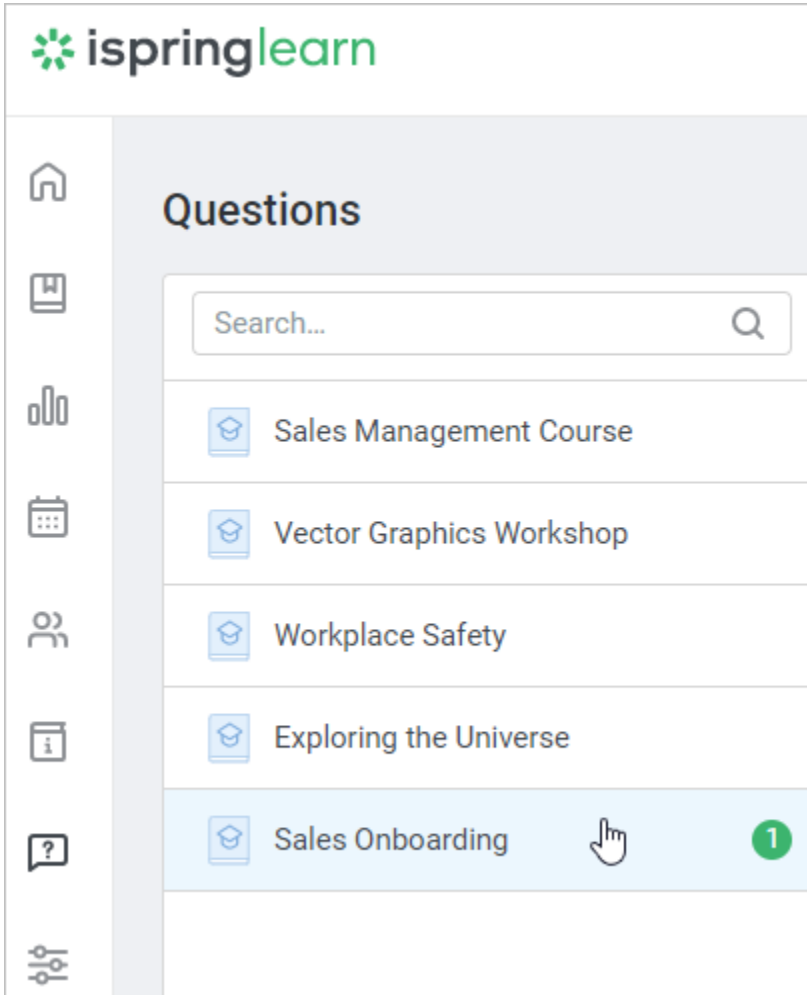 ispringlearn
Questions
Search...
Sales Management Course
Vector Graphics Workshop
Workplace Safety
Exploring the Universe
Sales Onboarding 1